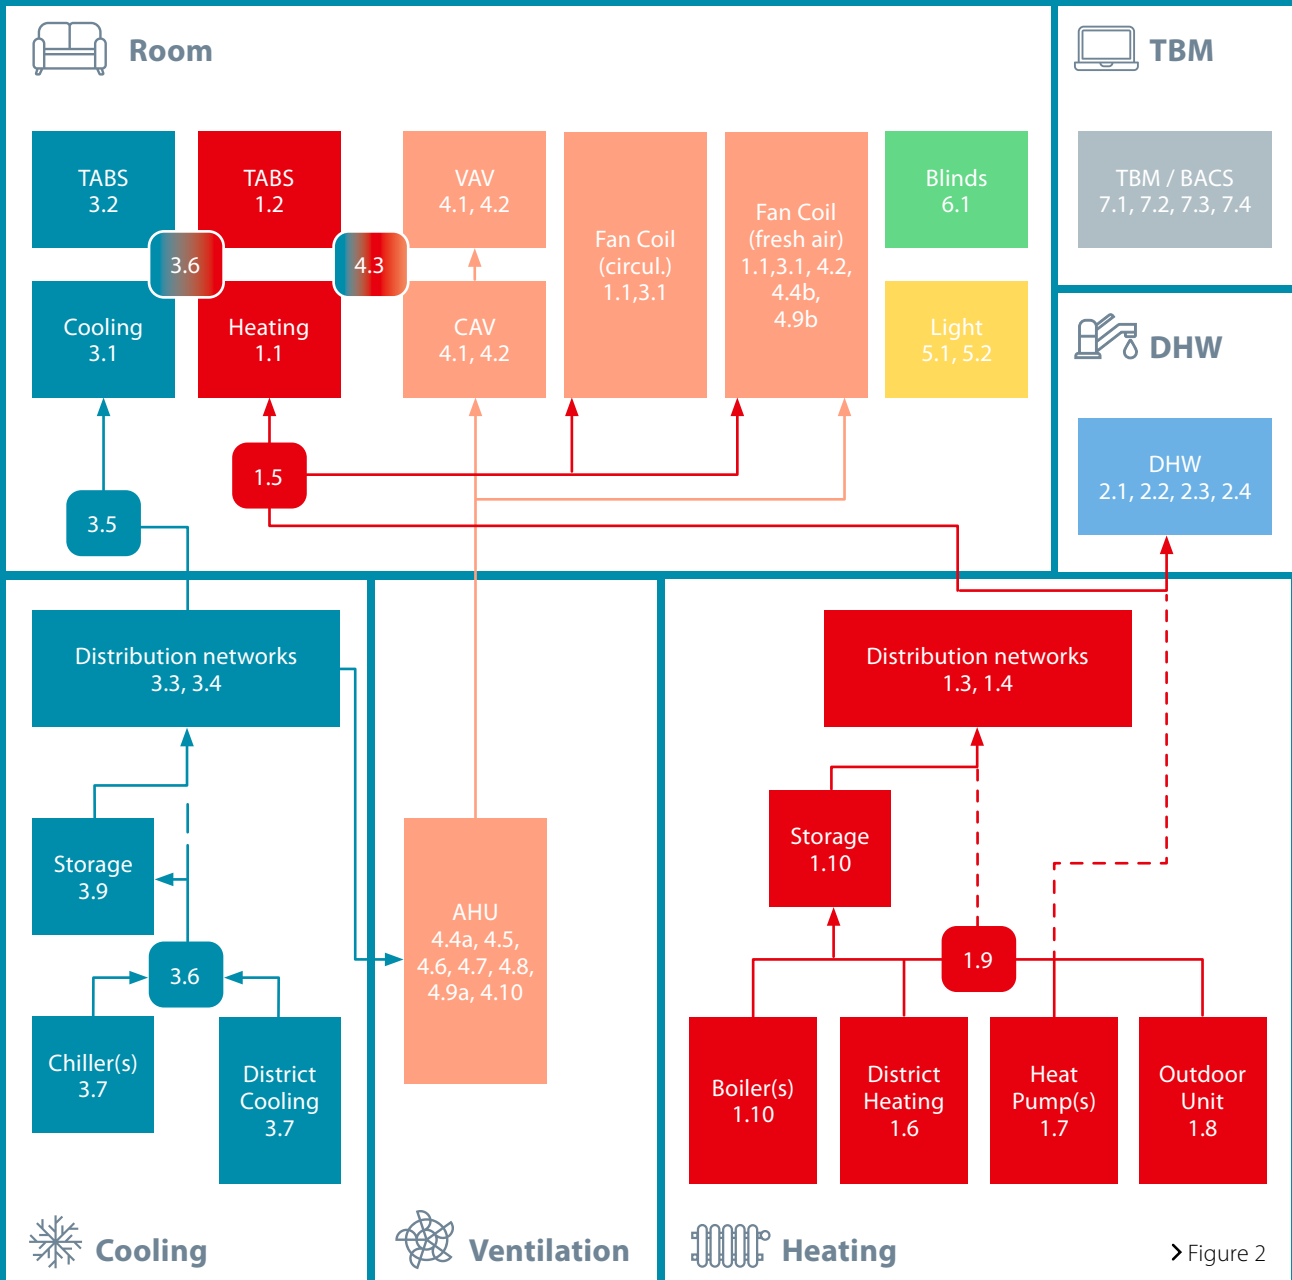 Room
TABS
3.2
TABS
1.2
VAV
4.1, 4.2
Fan Coil
(circul.)
1.1,3.1
Fan Coil
(fresh air)
1.1,3.1, 4.2,
4.4b,
4.9b
Blinds
6.1
3.6
4.3
Cooling
3.1
Heating
1.1
CAV
4.1, 4.2
Light
5.1, 5.2
1.5
3.5
TBM
TBM / BACS
7.1, 7.2, 7.3, 7.4
DHW
DHW
2.1, 2.2, 2.3, 2.4
Distribution networks
3.3, 3.4
Storage
3.9
3.6
Chiller(s)
3.7
District
Cooling
3.7
Cooling
AHU
4.4a, 4.5,
4.6, 4.7, 4.8,
4.9a, 4.10
Ventilation
Distribution networks
1.3, 1.4
Storage
1.10
1.9
Boiler(s)
1.10
District
Heating
1.6
Heat
Pump(s)
1.7
Outdoor
Unit
1.8
Heating
Figure 2